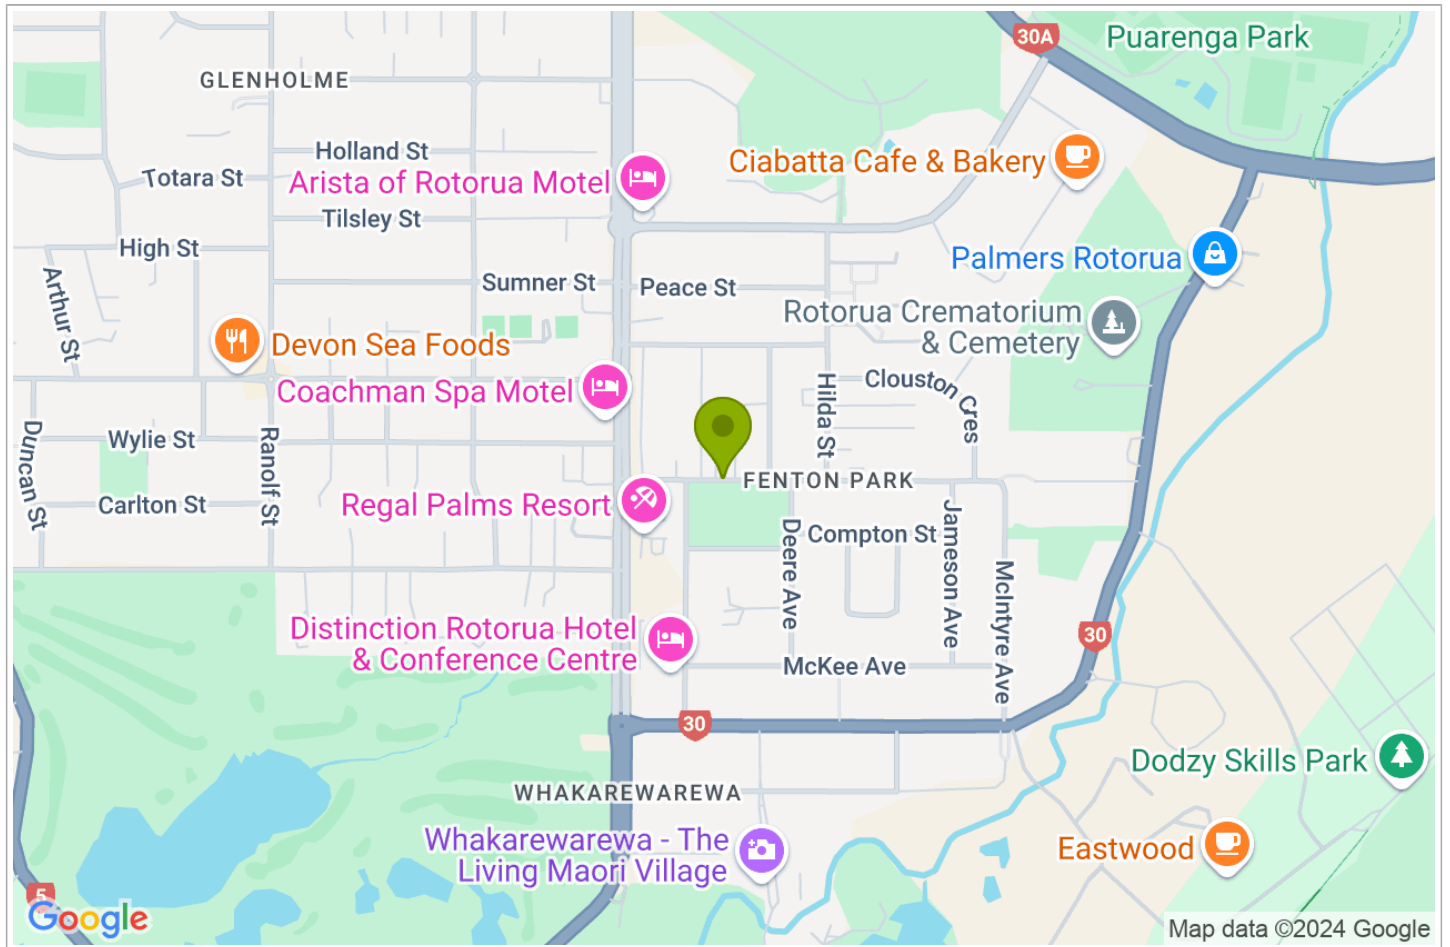 30A
Puarenga Park
GLENHOLME
Holland St
Ciabatta Cafe & Bakery
Totara St
Arista of Rotorua Motel
Tilsley St
High St
Palmers Rotorua
Arthur St
Sumner St
Peace St
Rotorua Crematorium
& Cemetery
Devon Sea Foods
Coachman Spa Motel
Clouston Cres
Hilda St
Duncan St
Wylie St
Ranolf St
FENTON PARK
Carlton St
Regal Palms Resort
Deere Ave
Compton St
Jameson Ave
McIntyre Ave
Distinction Rotorua Hotel
& Conference Centre
30
McKee Ave
30
Dodzy Skills Park
WHAKAREWAREWA
Whakarewarewa - The
Living Maori Village
Eastwood
5
Google
Map data ©2024 Google